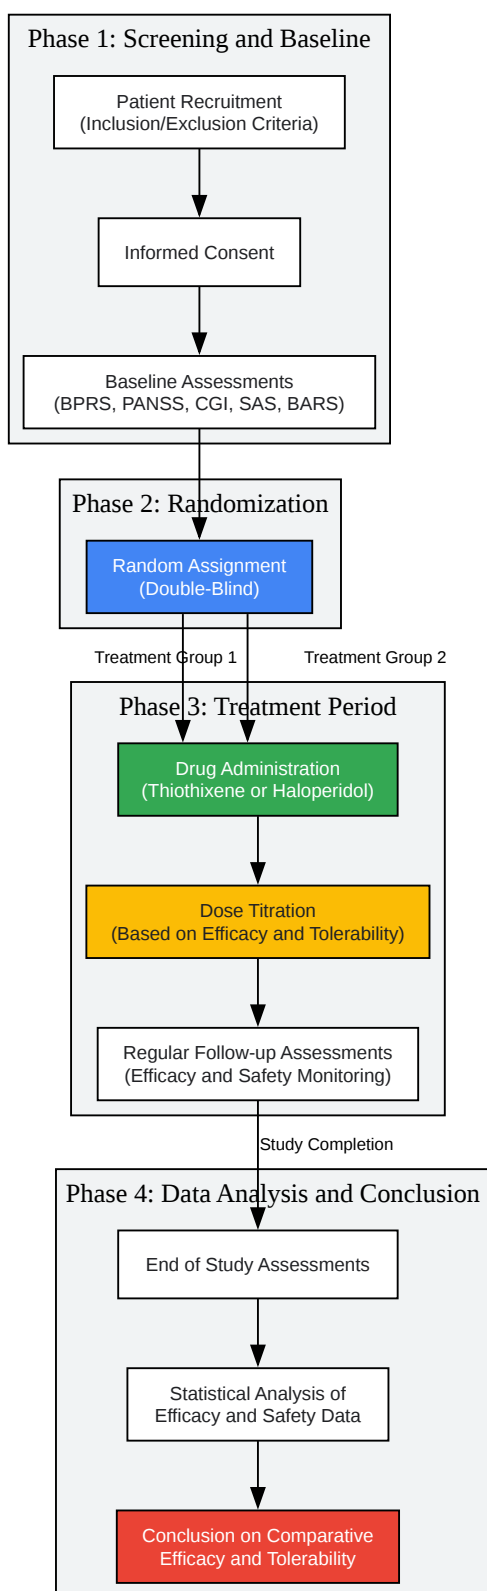 Phase 1: Screening and Baseline
Patient Recruitment
(Inclusion/Exclusion Criteria)
Informed Consent
Baseline Assessments
(BPRS, PANSS, CGI, SAS, BARS)
Phase 2: Randomization
Random Assignment
(Double-Blind)
Treatment Group 1
Treatment Group 2
Phase 3: Treatment Period
Drug Administration
(Thiothixene or Haloperidol)
Dose Titration
(Based on Efficacy and Tolerability)
Regular Follow-up Assessments
(Efficacy and Safety Monitoring)
Study Completion
Phase 4: Data Analysis and Conclusion
End of Study Assessments
Statistical Analysis of
Efficacy and Safety Data
Conclusion on Comparative
Efficacy and Tolerability